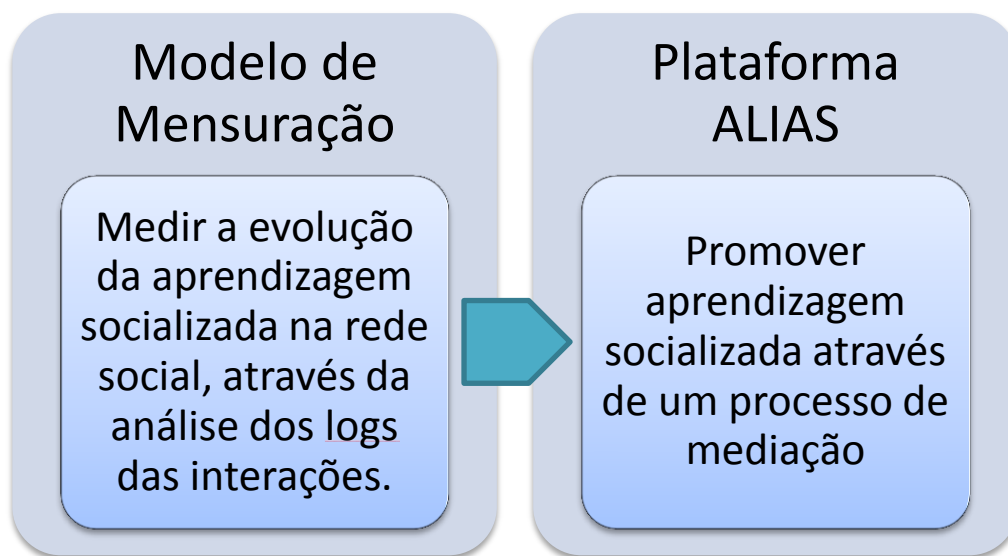 Modelo de
Mensuração
Medir a evolução
da aprendizagem
socializada na rede
social, através da
análise dos logs
das interações.
Plataforma
ALIAS
Promover
aprendizagem
socializada através
de um processo de
mediação